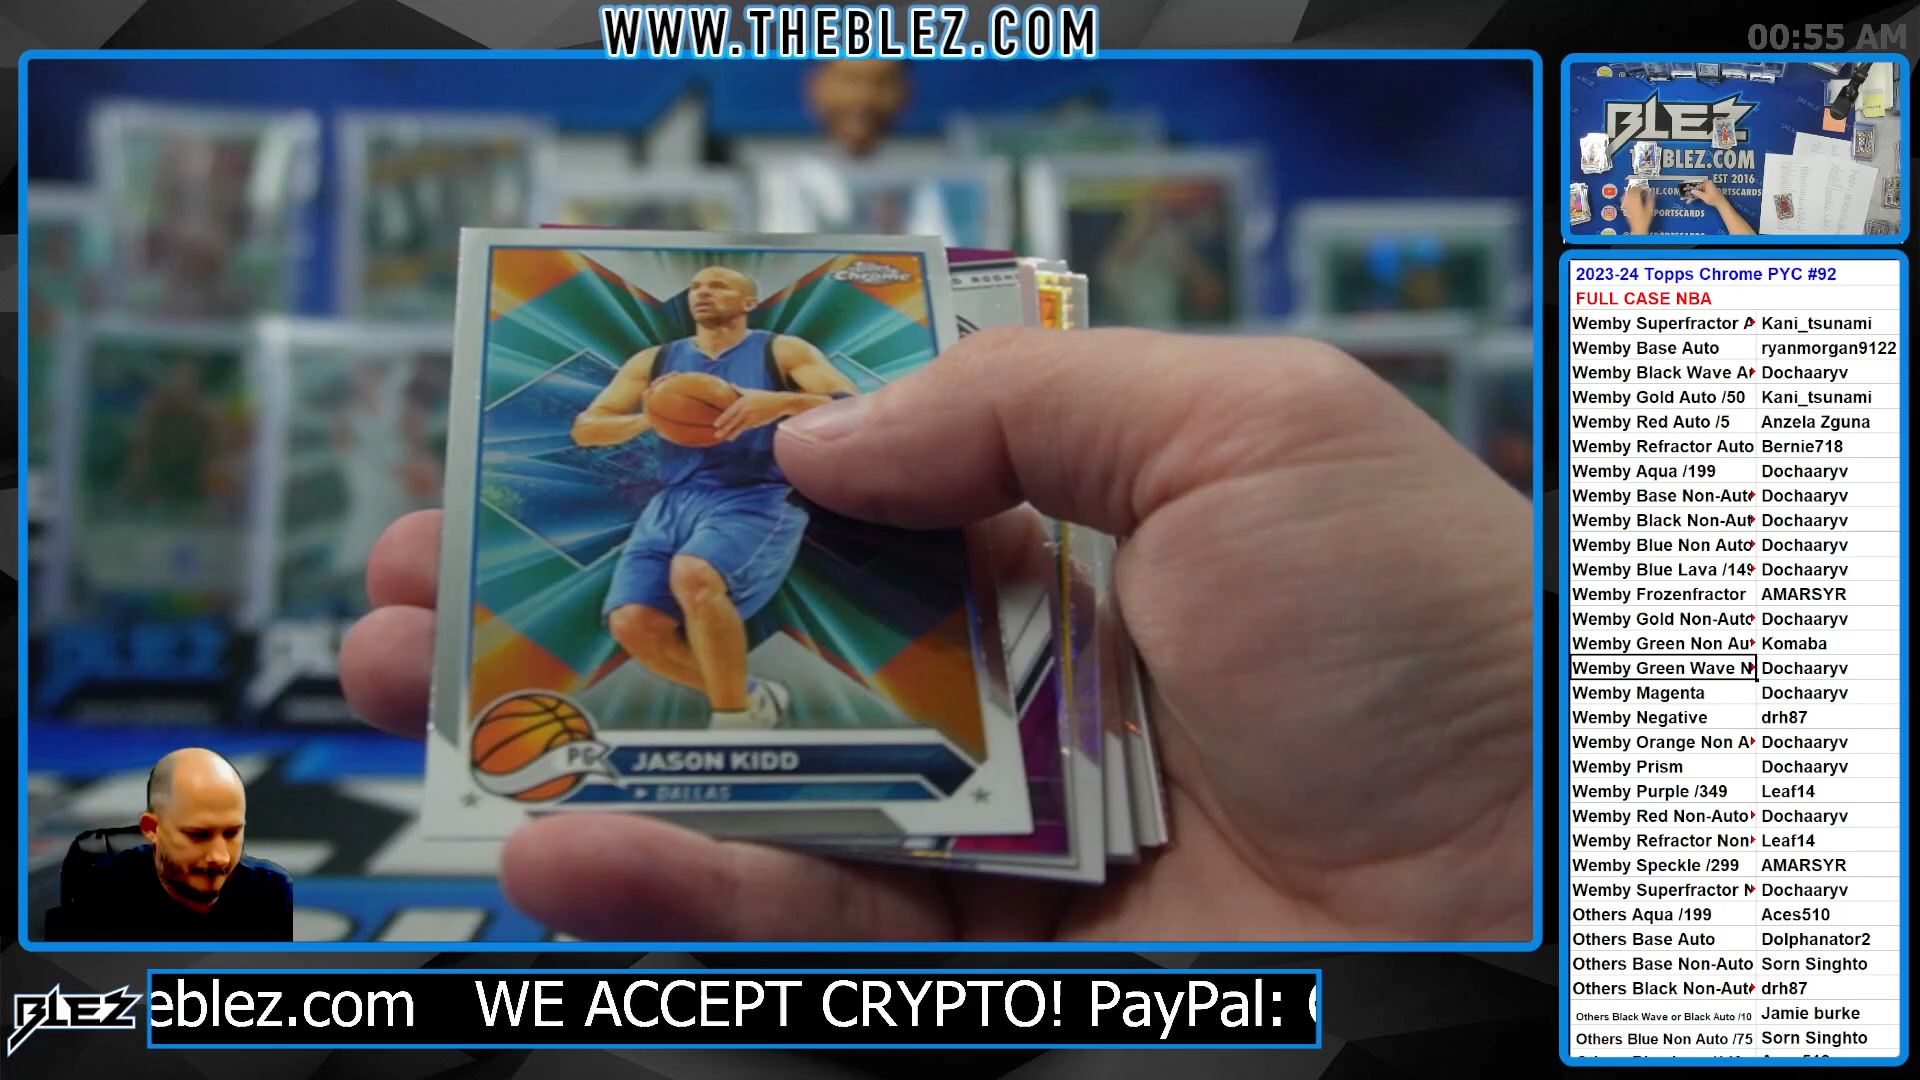 WWW.THEBLEZ.COM
00:55 AM
BLEZ
BLEZ.COM
EST 2016
SPORTSCARDS
Topps Chrome
PG
JASON KIDD
DALLAS
2023-24 Topps Chrome PYC #92
FULL CASE NBA
Wemby Superfractor A Kani_tsunami
Wemby Base Auto ryanmorgan9122
Wemby Black Wave A Dochaaryv
Wemby Gold Auto /50 Kani_tsunami
Wemby Red Auto /5 Anzela Zguna
Wemby Refractor Auto Bernie718
Wemby Aqua /199 Dochaaryv
Wemby Base Non-Auto Dochaaryv
Wemby Black Non-Aut Dochaaryv
Wemby Blue Non Auto Dochaaryv
Wemby Blue Lava /149 Dochaaryv
Wemby Frozenfractor AMARSYR
Wemby Gold Non-Auto Dochaaryv
Wemby Green Non Au Komaba
Wemby Green Wave N Dochaaryv
Wemby Magenta Dochaaryv
Wemby Negative drh87
Wemby Orange Non A Dochaaryv
Wemby Prism Dochaaryv
Wemby Purple /349 Leaf14
Wemby Red Non-Auto Dochaaryv
Wemby Refractor Non Leaf14
Wemby Speckle /299 AMARSYR
Wemby Superfractor N Dochaaryv
Others Aqua /199 Aces510
Others Base Auto Dolphanator2
Others Base Non-Auto Sorn Singhto
Others Black Non-Auto drh87
Others Black Wave or Black Auto /10 Jamie burke
Others Blue Non Auto /75 Sorn Singhto
BLEZ
eblez.com WE ACCEPT CRYPTO! PayPal: